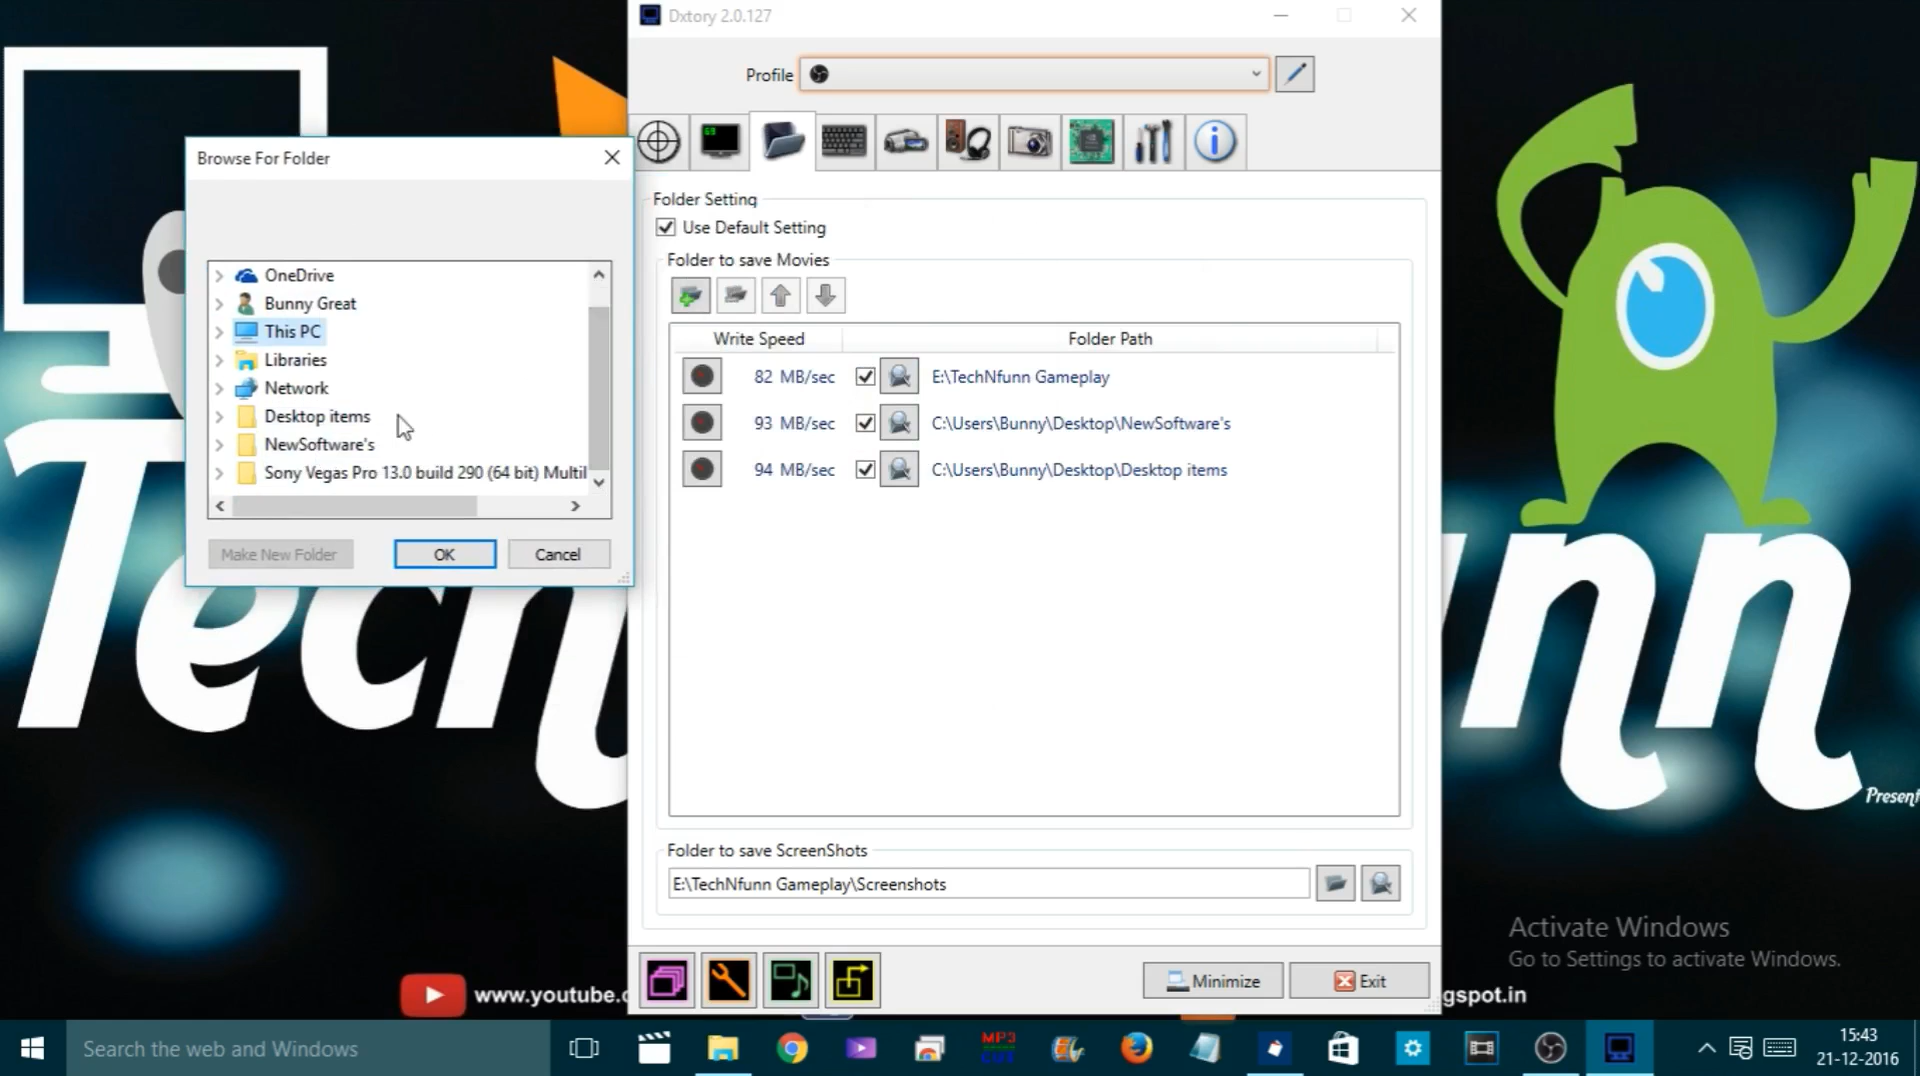 Dxtory 2.0.127
Profile
Browse For Folder
OneDrive
Bunny Great
This PC
Libraries
Network
Desktop items
NewSoftware's
Sony Vegas Pro 13.0 build 290 (64 bit) Multil
Make New Folder
OK
Cancel
Folder Setting
Use Default Setting
Folder to save Movies
Write Speed
Folder Path
82 MB/sec
E:\TechNfunn Gameplay
93 MB/sec
C:\Users\Bunny\Desktop\NewSoftware's
94 MB/sec
C:\Users\Bunny\Desktop\Desktop items
Folder to save ScreenShots
E:\TechNfunn Gameplay\Screenshots
Minimize
Exit
Present
Activate Windows
Go to Settings to activate Windows.
www.youtube.c
gspot.in
Search the web and Windows
MP3
15:43
21-12-2016